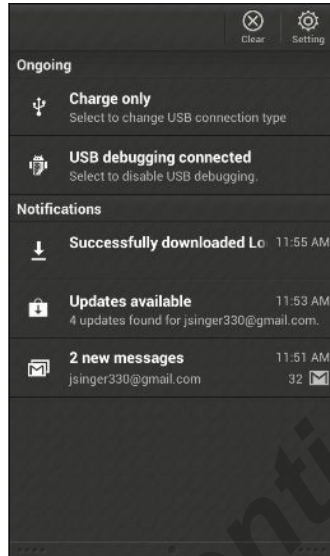 Clear Setting
Ongoing
Charge only
Select to change USB connection type
USB debugging connected
Select to disable USB debugging.
Notifications
Successfully downloaded Lo 11:55 AM
Updates available 11:53 AM
4 updates found for jsinger330@gmail.com.
2 new messages 11:51 AM
jsinger330@gmail.com 32